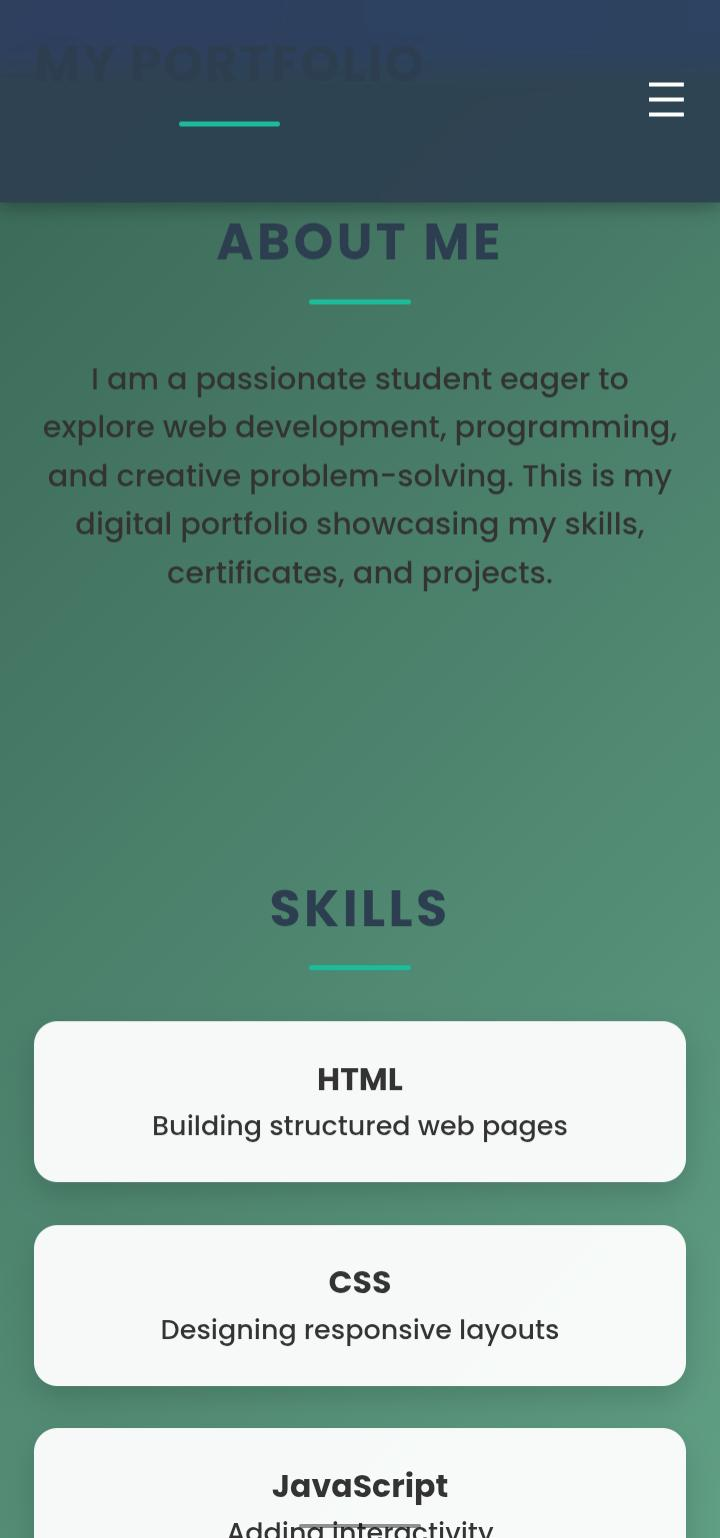 MY PORTFOLIO
ABOUT ME
I am a passionate student eager to
explore web development, programming,
and creative problem-solving. This is my
digital portfolio showcasing my skills,
certificates, and projects.
SKILLS
HTML
Building structured web pages
CSS
Designing responsive layouts
JavaScript
Adding interactivity